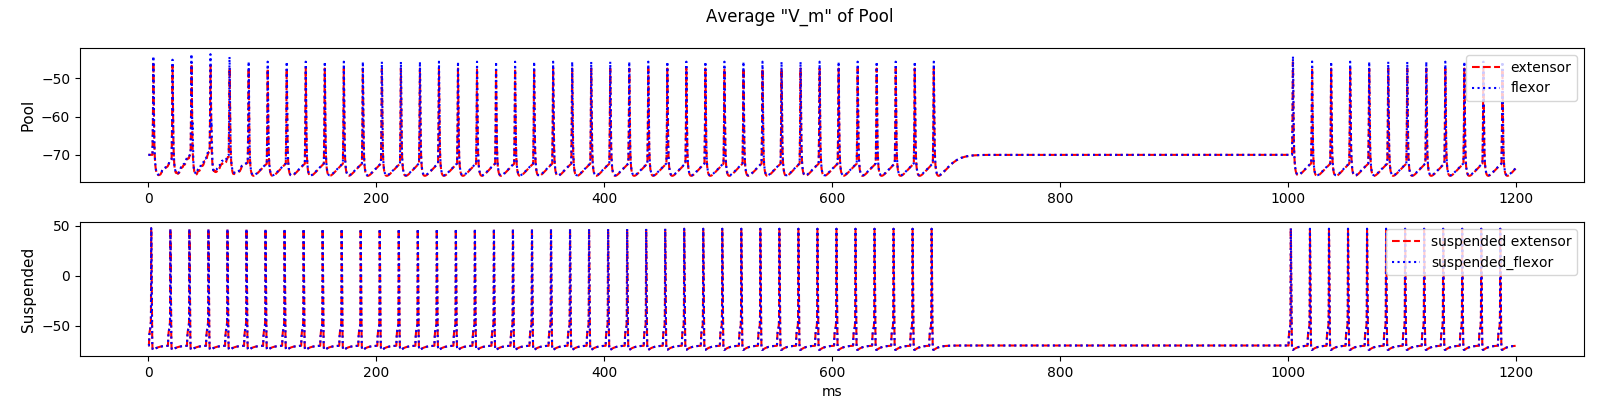 Average "V_m" of Pool
Pool
−50
−60
−70
extensor
flexor
0 200 400 600 800 1000 1200
Suspended
50
0
−50
suspended extensor
suspended_flexor
0 200 400 600 800 1000 1200
ms